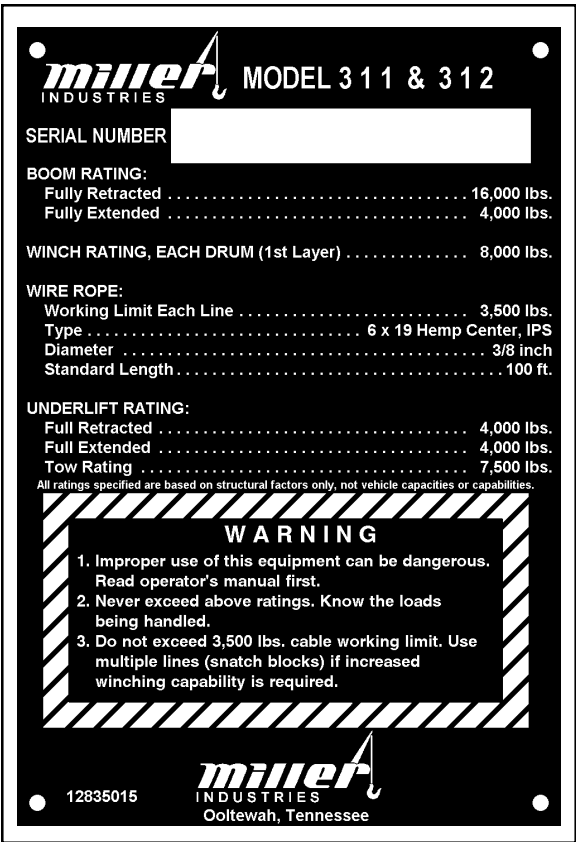 miller INDUSTRIES MODEL 311 & 312
SERIAL NUMBER
BOOM RATING:
Fully Retracted . . . . . . . . . . . . . . . . . . . . . . . . . . . . . . . . . . 16,000 lbs.
Fully Extended . . . . . . . . . . . . . . . . . . . . . . . . . . . . . . . . . . 4,000 lbs.
WINCH RATING, EACH DRUM (1st Layer) . . . . . . . . . . . . . . 8,000 lbs.
WIRE ROPE:
Working Limit Each Line . . . . . . . . . . . . . . . . . . . . . . . . . . 3,500 lbs.
Type . . . . . . . . . . . . . . . . . . . . . . . . . . . . . . . 6 x 19 Hemp Center, IPS
Diameter . . . . . . . . . . . . . . . . . . . . . . . . . . . . . . . . . . . . . . . . . 3/8 inch
Standard Length . . . . . . . . . . . . . . . . . . . . . . . . . . . . . . . . . . . . 100 ft.
UNDERLIFT RATING:
Full Retracted . . . . . . . . . . . . . . . . . . . . . . . . . . . . . . . . . . . 4,000 lbs.
Full Extended . . . . . . . . . . . . . . . . . . . . . . . . . . . . . . . . . . . 4,000 lbs.
Tow Rating . . . . . . . . . . . . . . . . . . . . . . . . . . . . . . . . . . . . . 7,500 lbs.
All ratings specified are based on structural factors only, not vehicle capacities or capabilities.
WARNING
1. Improper use of this equipment can be dangerous.
Read operator's manual first.
2. Never exceed above ratings. Know the loads
being handled.
3. Do not exceed 3,500 lbs. cable working limit. Use
multiple lines (snatch blocks) if increased
winching capability is required.
miller
12835015 INDUSTRIES
Ooltewah, Tennessee